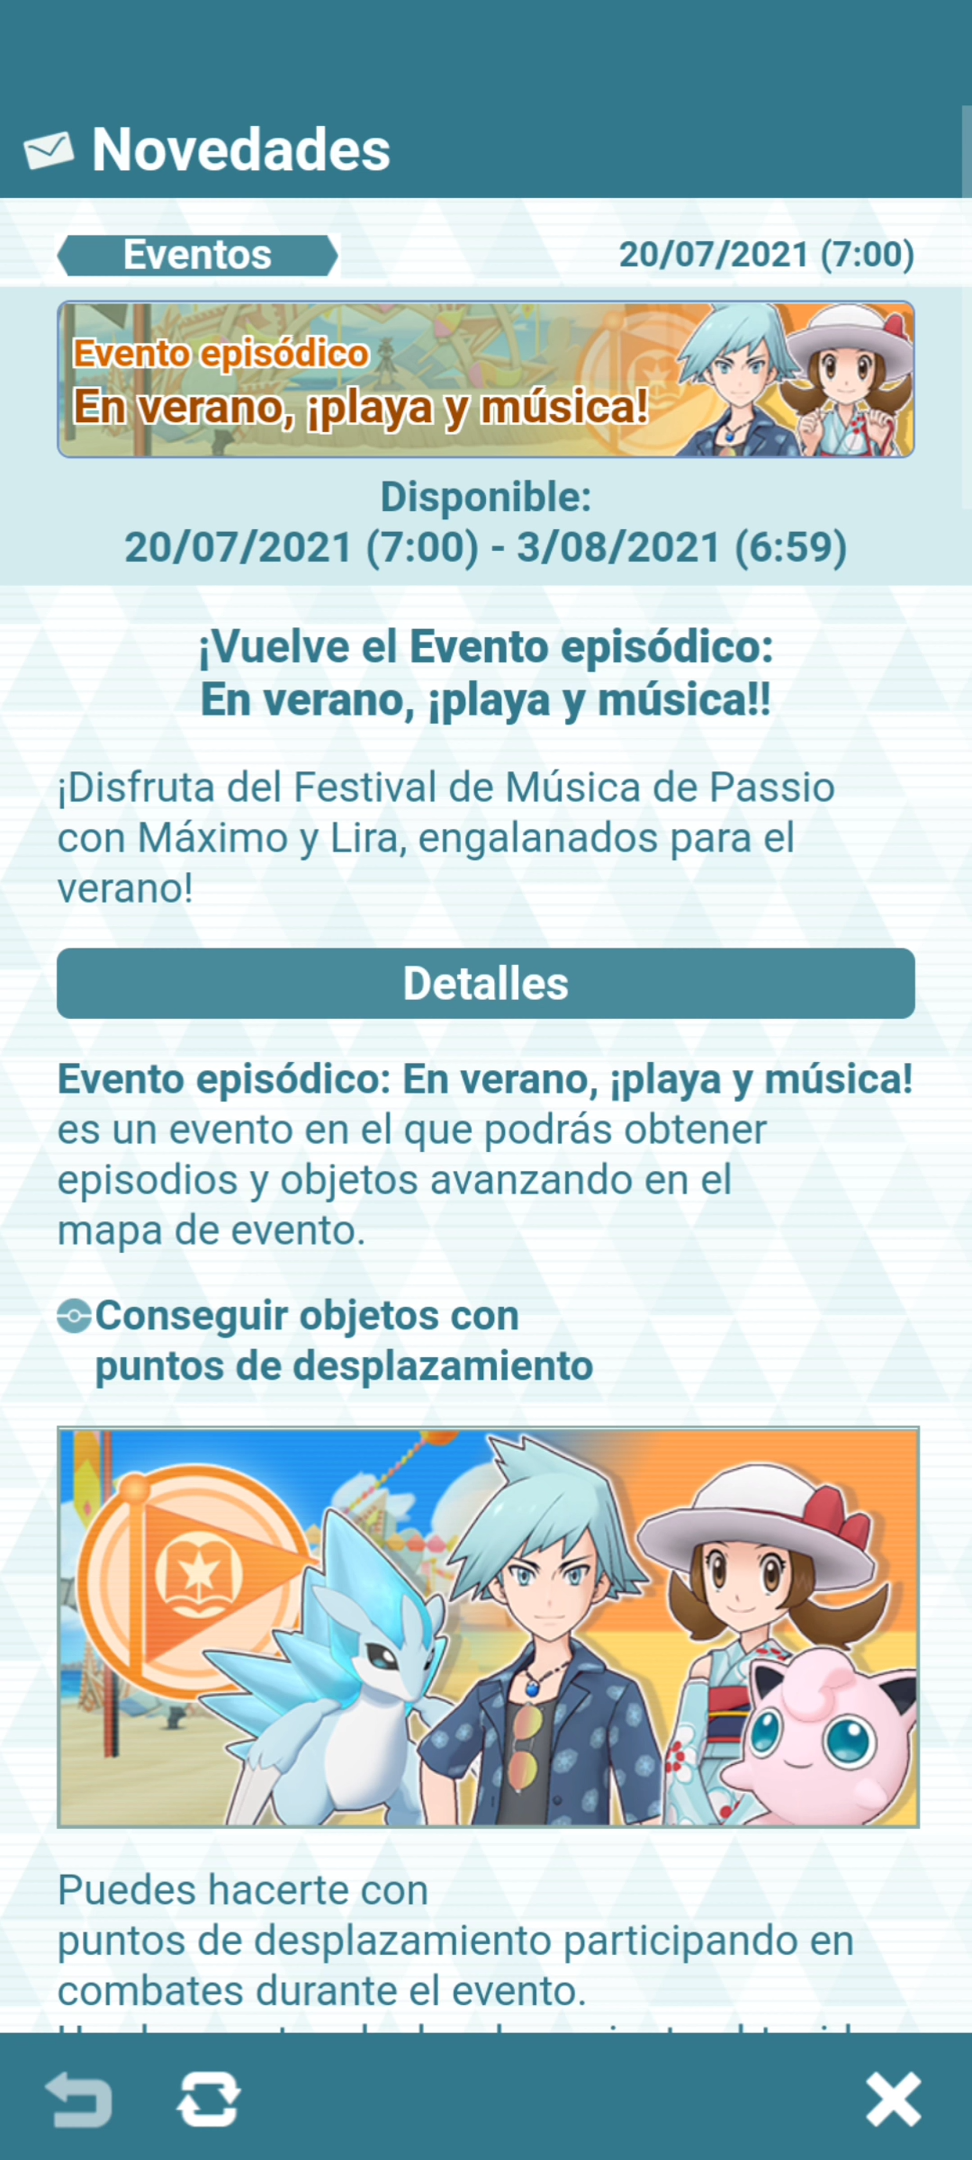 Novedades
Eventos
20/07/2021 (7:00)
Evento episódico
En verano, ¡playa y música!
Disponible:
20/07/2021 (7:00) - 3/08/2021 (6:59)
¡Vuelve el Evento episódico:
En verano, ¡playa y música!!
¡Disfruta del Festival de Música de Passio
con Máximo y Lira, engalanados para el
verano!
Detalles
Evento episódico: En verano, ¡playa y música!
es un evento en el que podrás obtener
episodios y objetos avanzando en el
mapa de evento.
Conseguir objetos con
puntos de desplazamiento
Puedes hacerte con
puntos de desplazamiento participando en
combates durante el evento.